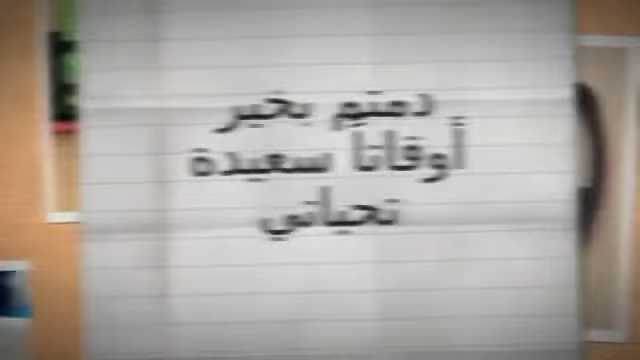 دمتم بخير
أوقاتا سعيدة
تحياتي